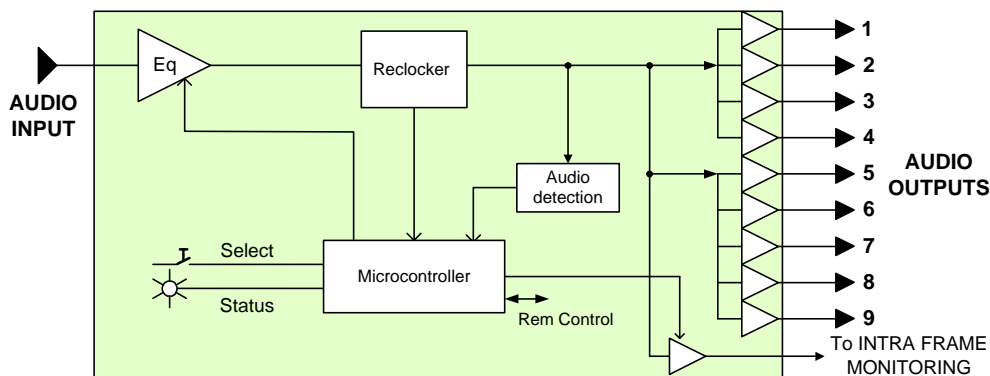 AUDIO
INPUT
Eq
Reclocker
Audio
detection
Select
Status
Microcontroller
Rem Control
1
2
3
4
5
6
7
8
9
AUDIO
OUTPUTS
To INTRA FRAME
MONITORING